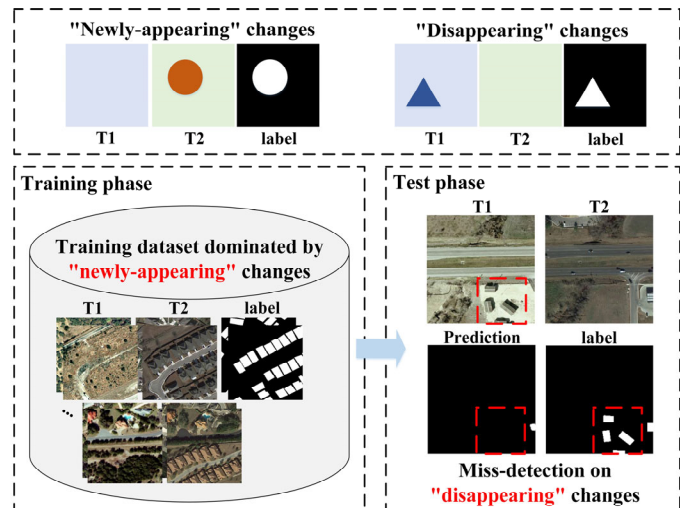 "Newly-appearing" changes
"Disappearing" changes
T1 T2 label
T1 T2 label
Training phase
Training dataset dominated by
"newly-appearing" changes
T1 T2 label
...
Test phase
T1 T2
Prediction label
Miss-detection on
"disappearing" changes